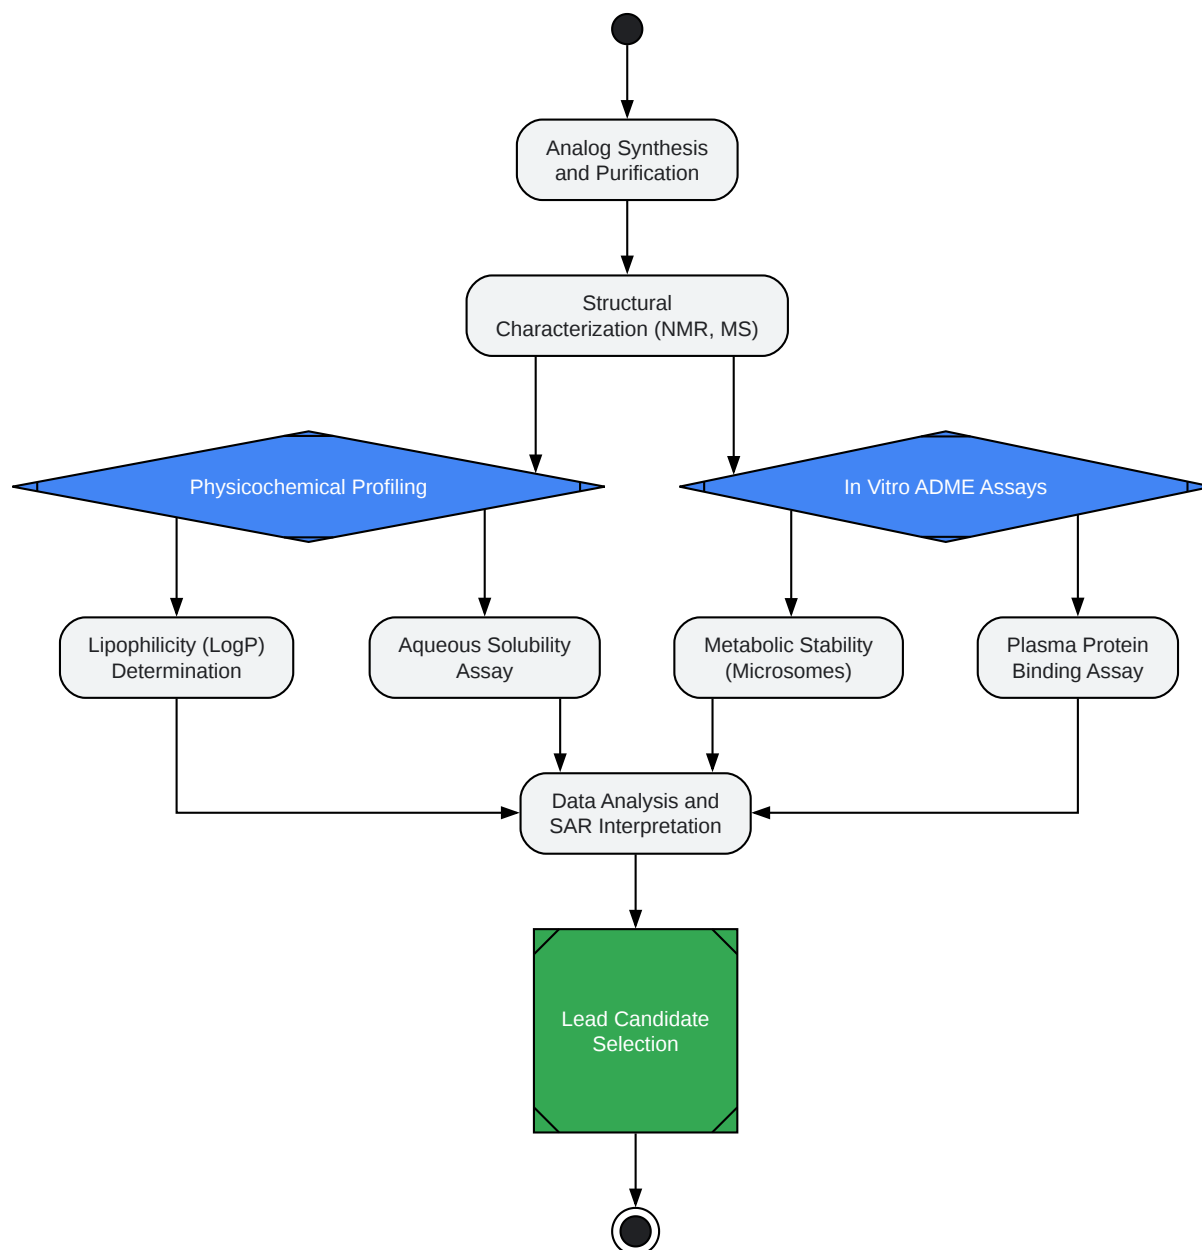 Analog Synthesis
and Purification
Structural
Characterization (NMR, MS)
Physicochemical Profiling
In Vitro ADME Assays
Lipophilicity (LogP)
Determination
Aqueous Solubility
Assay
Metabolic Stability
(Microsomes)
Plasma Protein
Binding Assay
Data Analysis and
SAR Interpretation
Lead Candidate
Selection